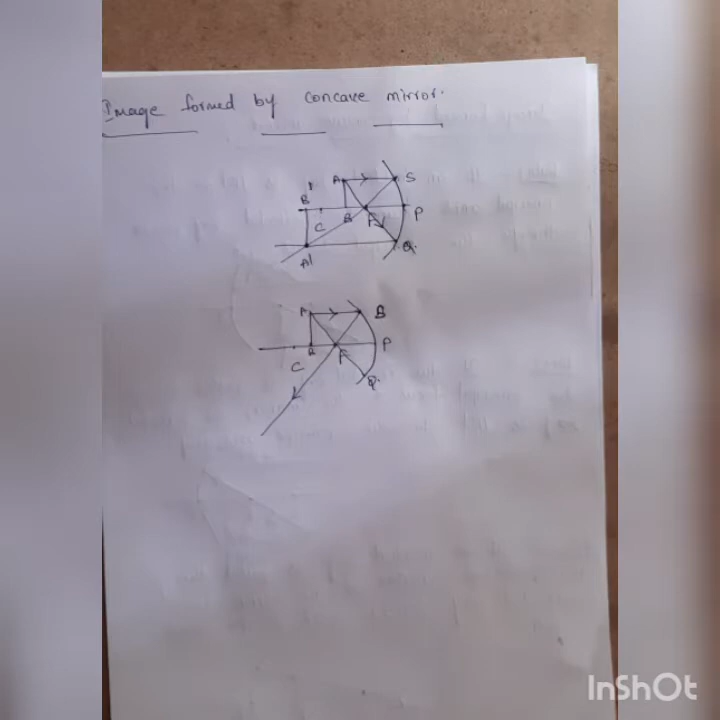 Image formed by concave mirror.
A S
B'
C B F P
A' Q.
A B
B P
C F
Q.
InShOt